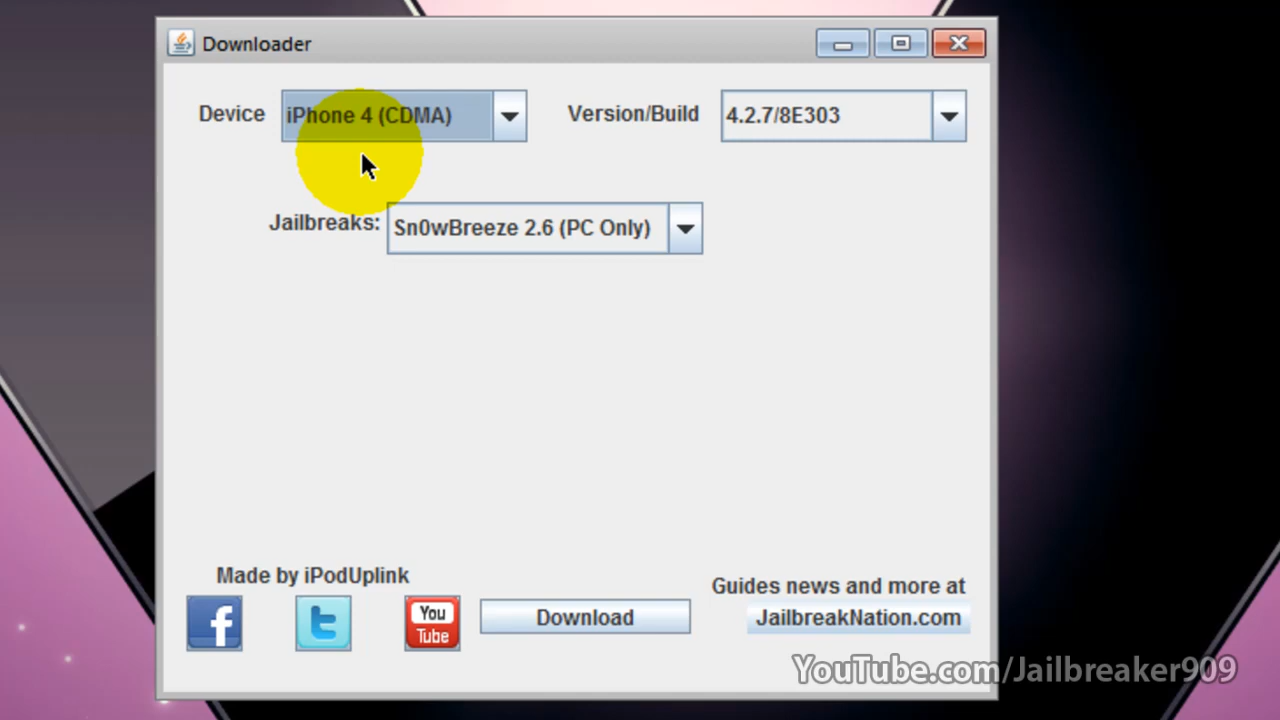 Downloader
Device iPhone 4 (CDMA) Version/Build 4.2.7/8E303
Jailbreaks: Sn0wBreeze 2.6 (PC Only)
Made by iPodUplink
Guides news and more at
f t You Tube Download JailbreakNation.com
YouTube.com/Jailbreaker909